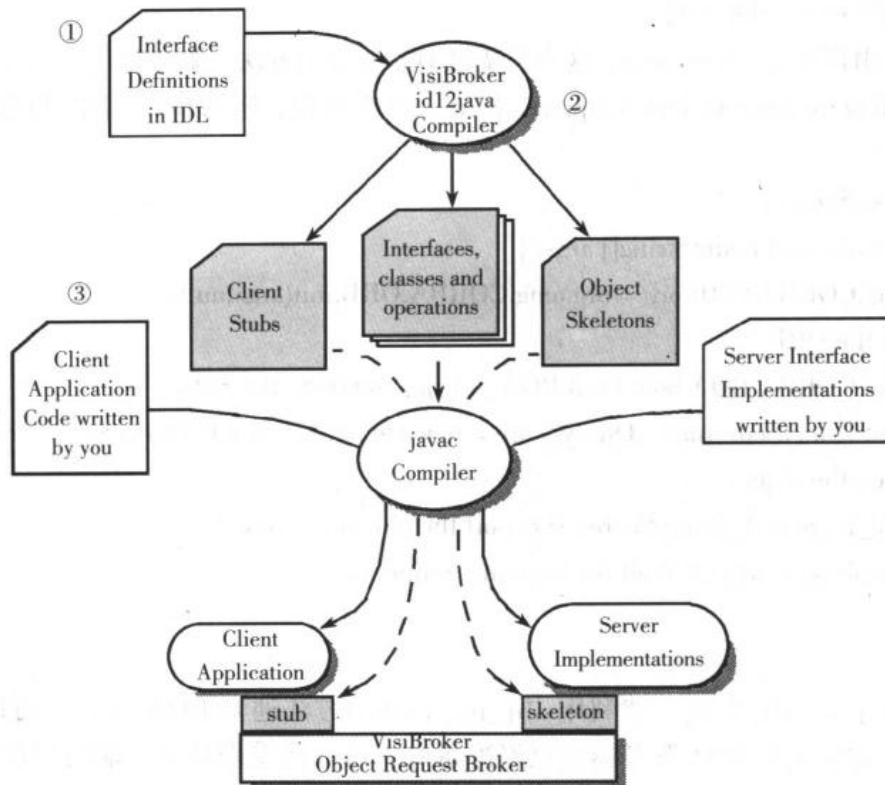 ①
Interface
Definitions
in IDL
VisiBroker
id12java
Compiler
②
Client
Stubs
Interfaces,
classes and
operations
Object
Skeletons
③
Client
Application
Code written
by you
Server Interface
Implementations
written by you
javac
Compiler
Client
Application
Server
Implementations
stub
skeleton
VisiBroker
Object Request Broker